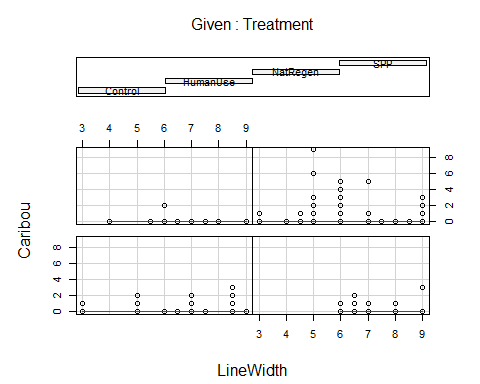 Given : Treatment
SPP
NatRegen
HumanUse
Control
3 4 5 6 7 8 9
0 2 4 6 8
Caribou
0 2 4 6 8
3 4 5 6 7 8 9
LineWidth